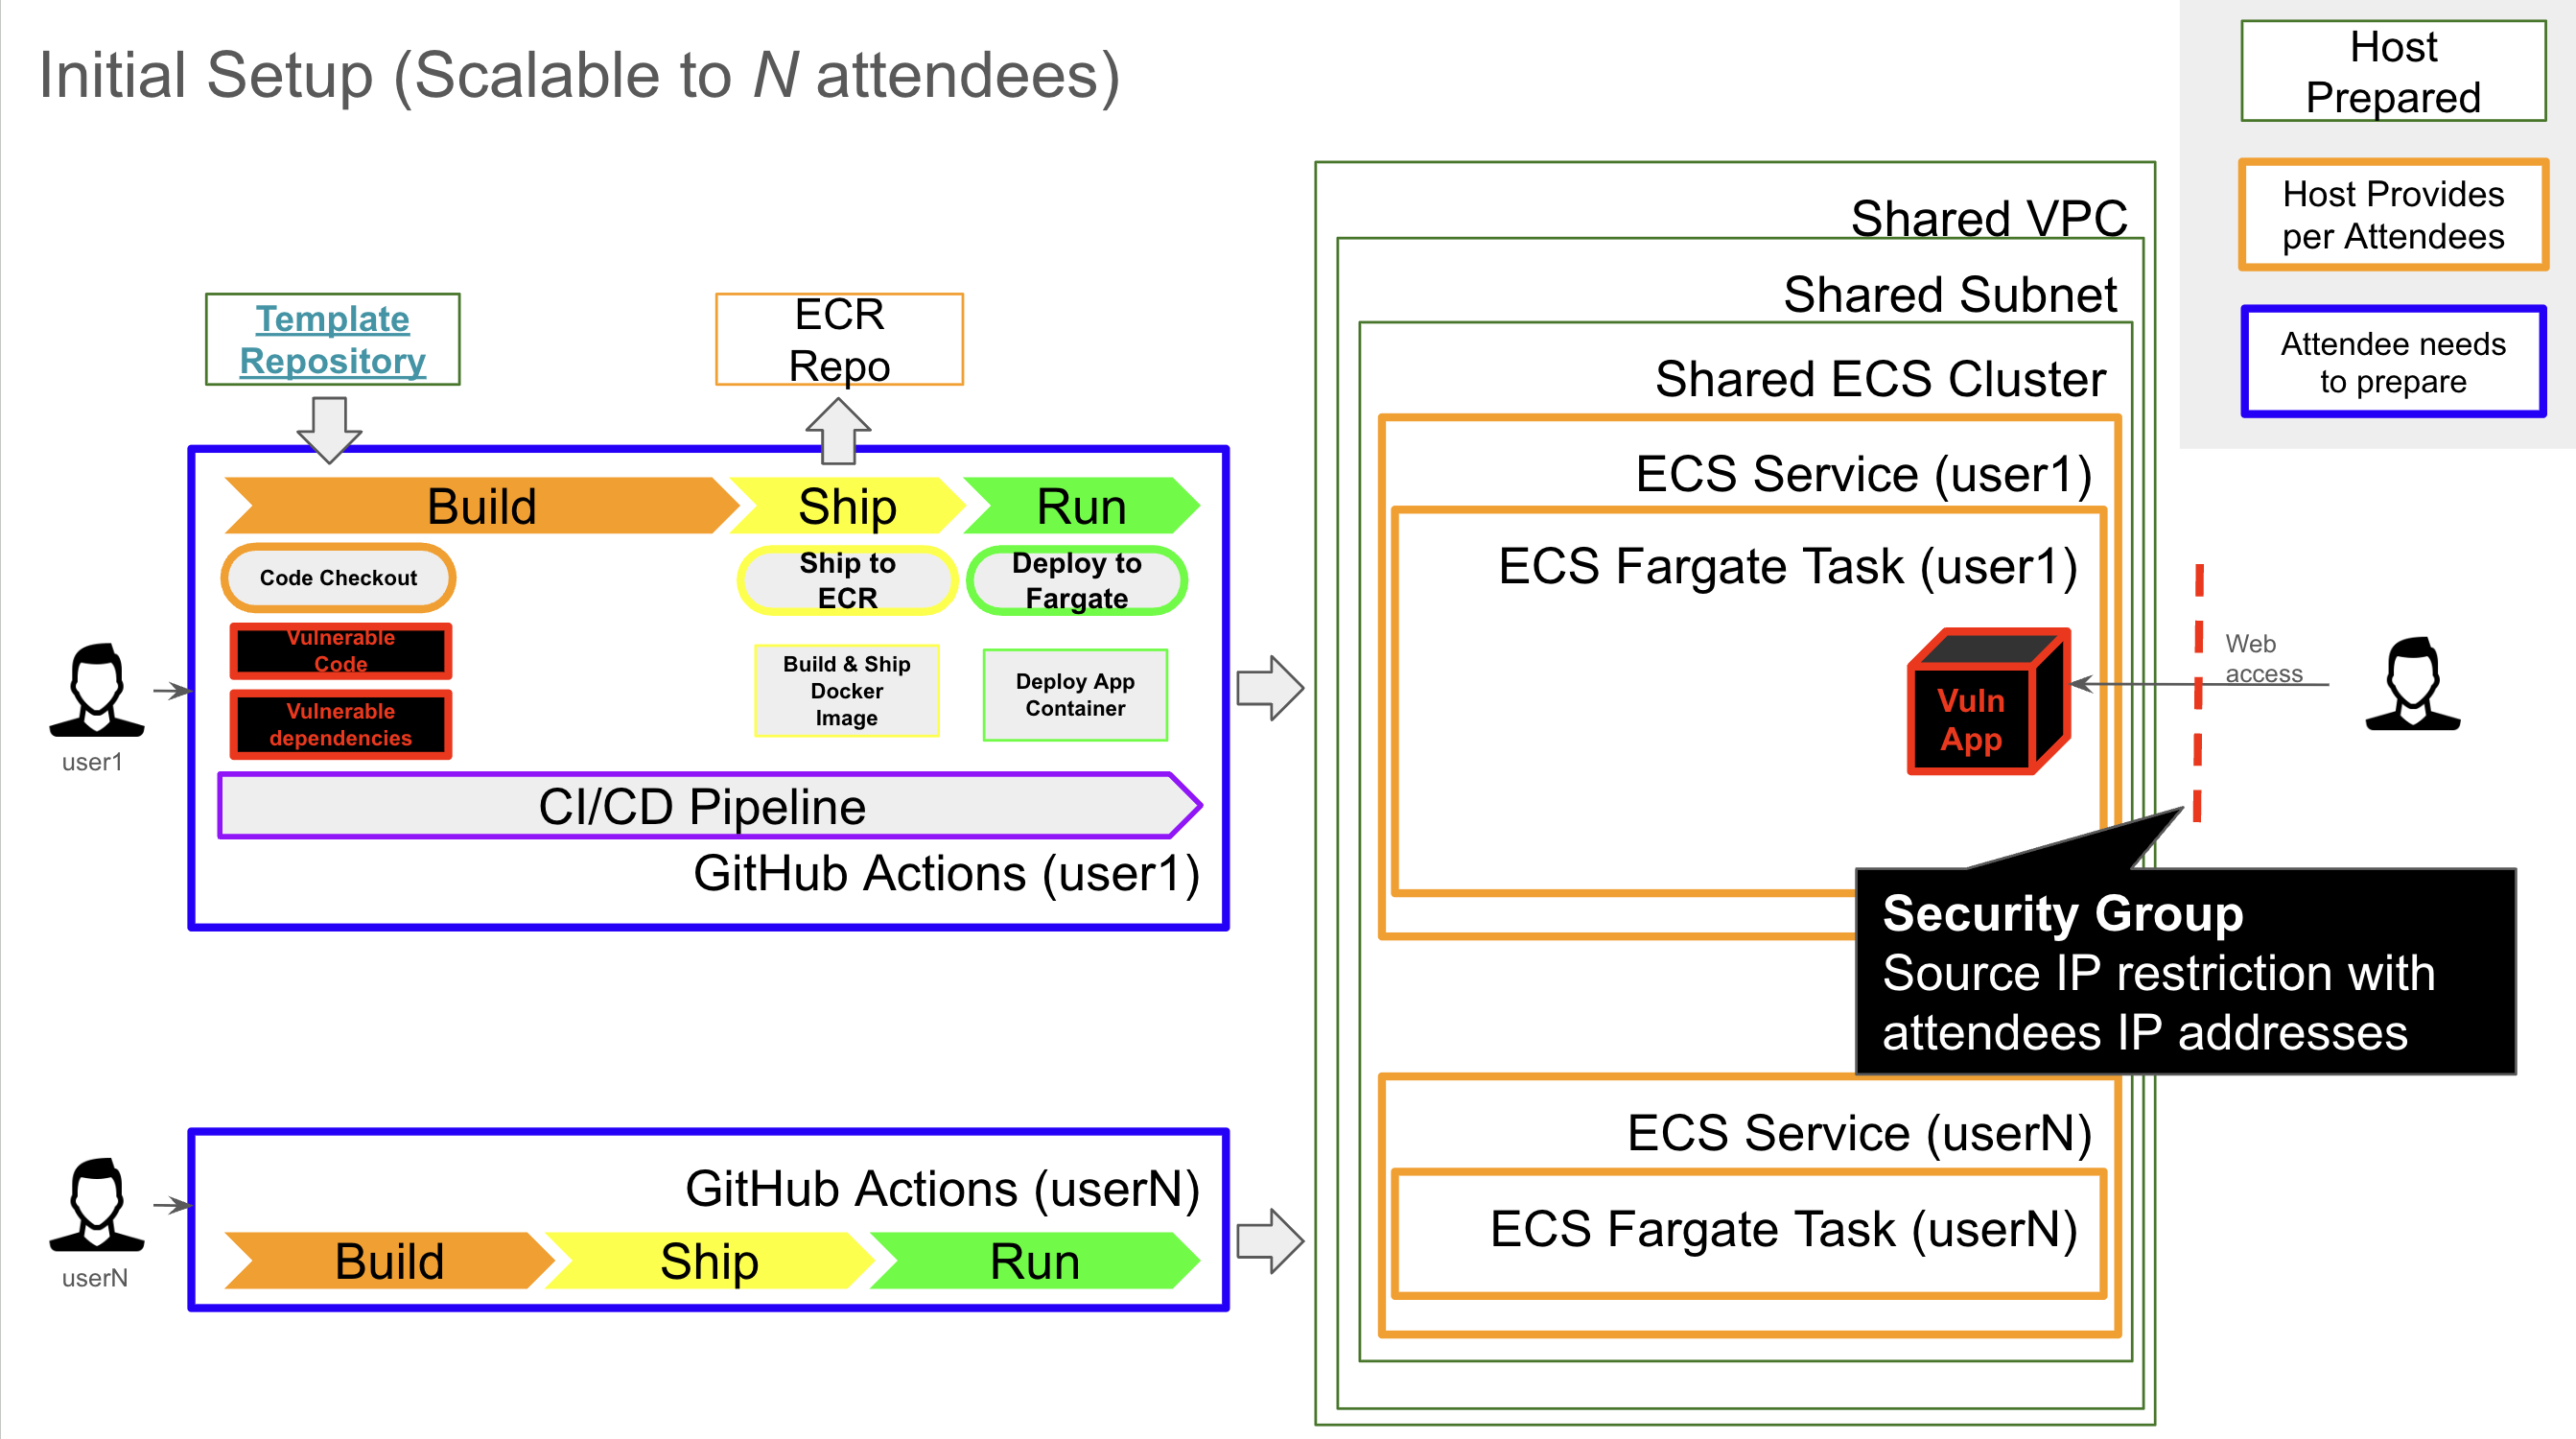 Initial Setup (Scalable to N attendees)
Host
Prepared
Host Provides
per Attendees
Attendee needs
to prepare
Template
Repository
ECR
Repo
Build
Ship
Run
Code Checkout
Ship to
ECR
Deploy to
Fargate
Vulnerable
Code
Vulnerable
dependencies
Build & Ship
Docker
Image
Deploy App
Container
CI/CD Pipeline
GitHub Actions (user1)
user1
Shared VPC
Shared Subnet
Shared ECS Cluster
ECS Service (user1)
ECS Fargate Task (user1)
Vuln
App
Web
access
Security Group
Source IP restriction with
attendees IP addresses
GitHub Actions (userN)
Build
Ship
Run
userN
ECS Service (userN)
ECS Fargate Task (userN)